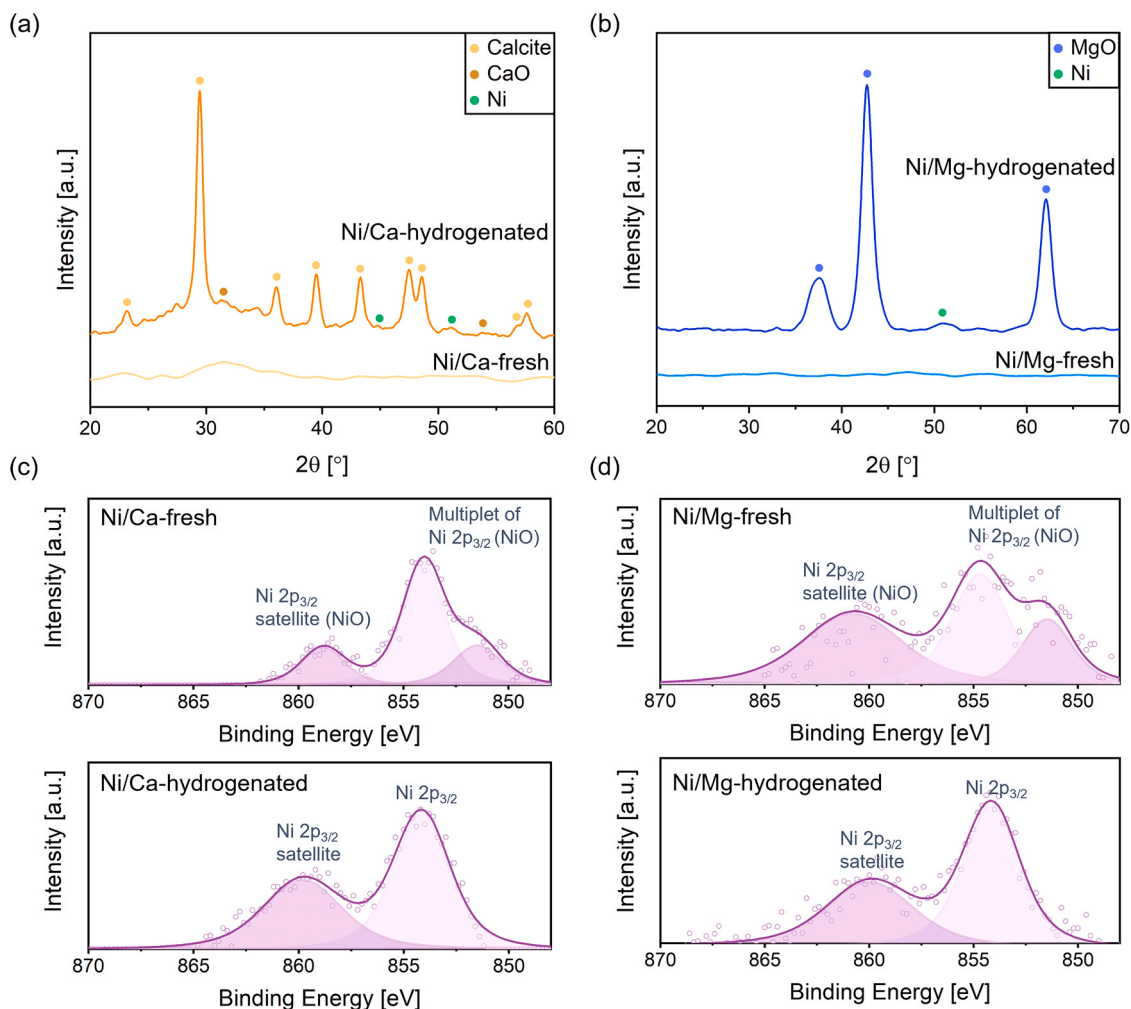 (a)
Intensity [a.u.]
Calcite
CaO
Ni
Ni/Ca-hydrogenated
Ni/Ca-fresh
20 30 40 50 60
2θ [°]
(b)
Intensity [a.u.]
MgO
Ni
Ni/Mg-hydrogenated
Ni/Mg-fresh
20 30 40 50 60 70
2θ [°]
(c)
Intensity [a.u.]
Ni/Ca-fresh
Multiplet of
Ni 2p3/2 (NiO)
Ni 2p3/2
satellite (NiO)
870 865 860 855 850
Binding Energy [eV]
Intensity [a.u.]
Ni/Ca-hydrogenated
Ni 2p3/2
Ni 2p3/2
satellite
870 865 860 855 850
Binding Energy [eV]
(d)
Intensity [a.u.]
Ni/Mg-fresh
Multiplet of
Ni 2p3/2 (NiO)
Ni 2p3/2
satellite (NiO)
870 865 860 855 850
Binding Energy [eV]
Intensity [a.u.]
Ni/Mg-hydrogenated
Ni 2p3/2
Ni 2p3/2
satellite
870 865 860 855 850
Binding Energy [eV]